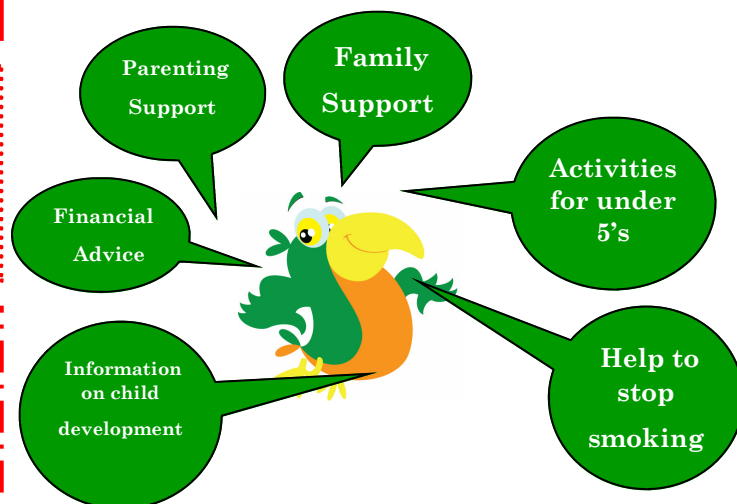 Parenting
Support
Family
Support
Activities
for under
5’s
Financial
Advice
Information
on child
development
Help to
stop
smoking